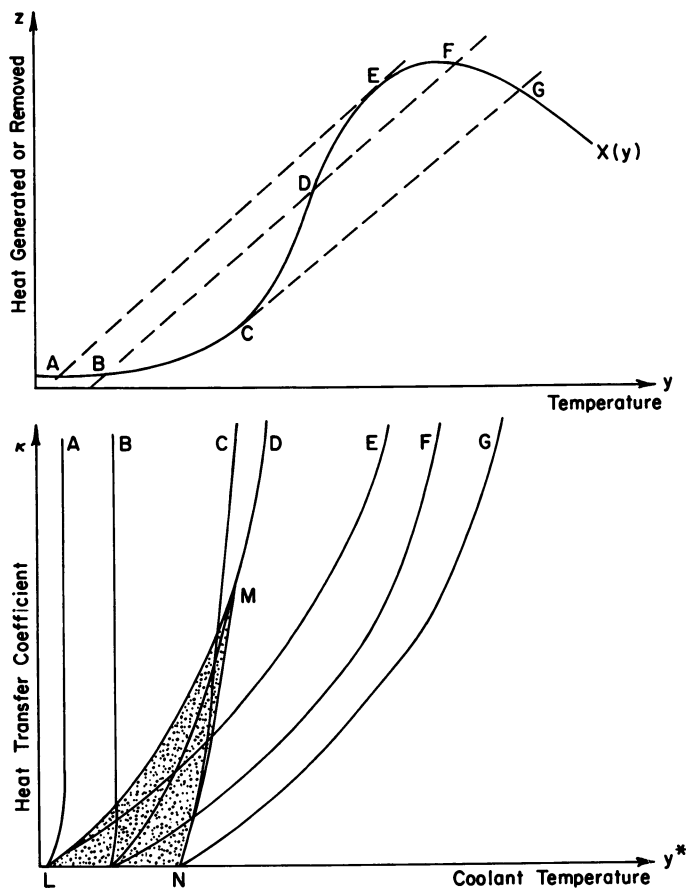 z
Heat Generated or Removed
A
B
C
D
E
F
G
X(y)
y
Temperature
κ
Heat Transfer Coefficient
A
B
C
D
E
F
G
M
L
N
Coolant Temperature
y*